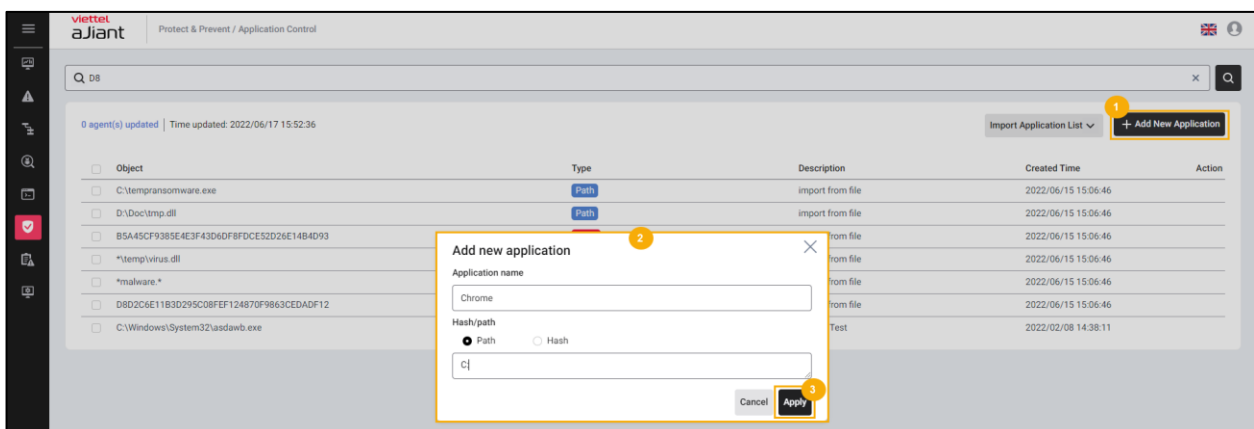 viettel
aJiant
Protect & Prevent / Application Control
D8
1
0 agent(s) updated | Time updated: 2022/06/17 15:52:36
Import Application List
+ Add New Application
Object Type Description Created Time Action
C:\tempransomware.exe Path import from file 2022/06/15 15:06:46
D:\Doc\tmp.dll Path import from file 2022/06/15 15:06:46
B5A45CF9385E4E3F43D6DF8FDCE52D26E14B4D93 from file 2022/06/15 15:06:46
*\temp\virus.dll from file 2022/06/15 15:06:46
*malware.* from file 2022/06/15 15:06:46
D8D2C6E11B3D295C08FEF124870F9863CEDADF12 from file 2022/06/15 15:06:46
C:\Windows\System32\asdawb.exe Test 2022/02/08 14:38:11
2
Add new application
Application name
Chrome
Hash/path
Path Hash
C:
3
Cancel Apply